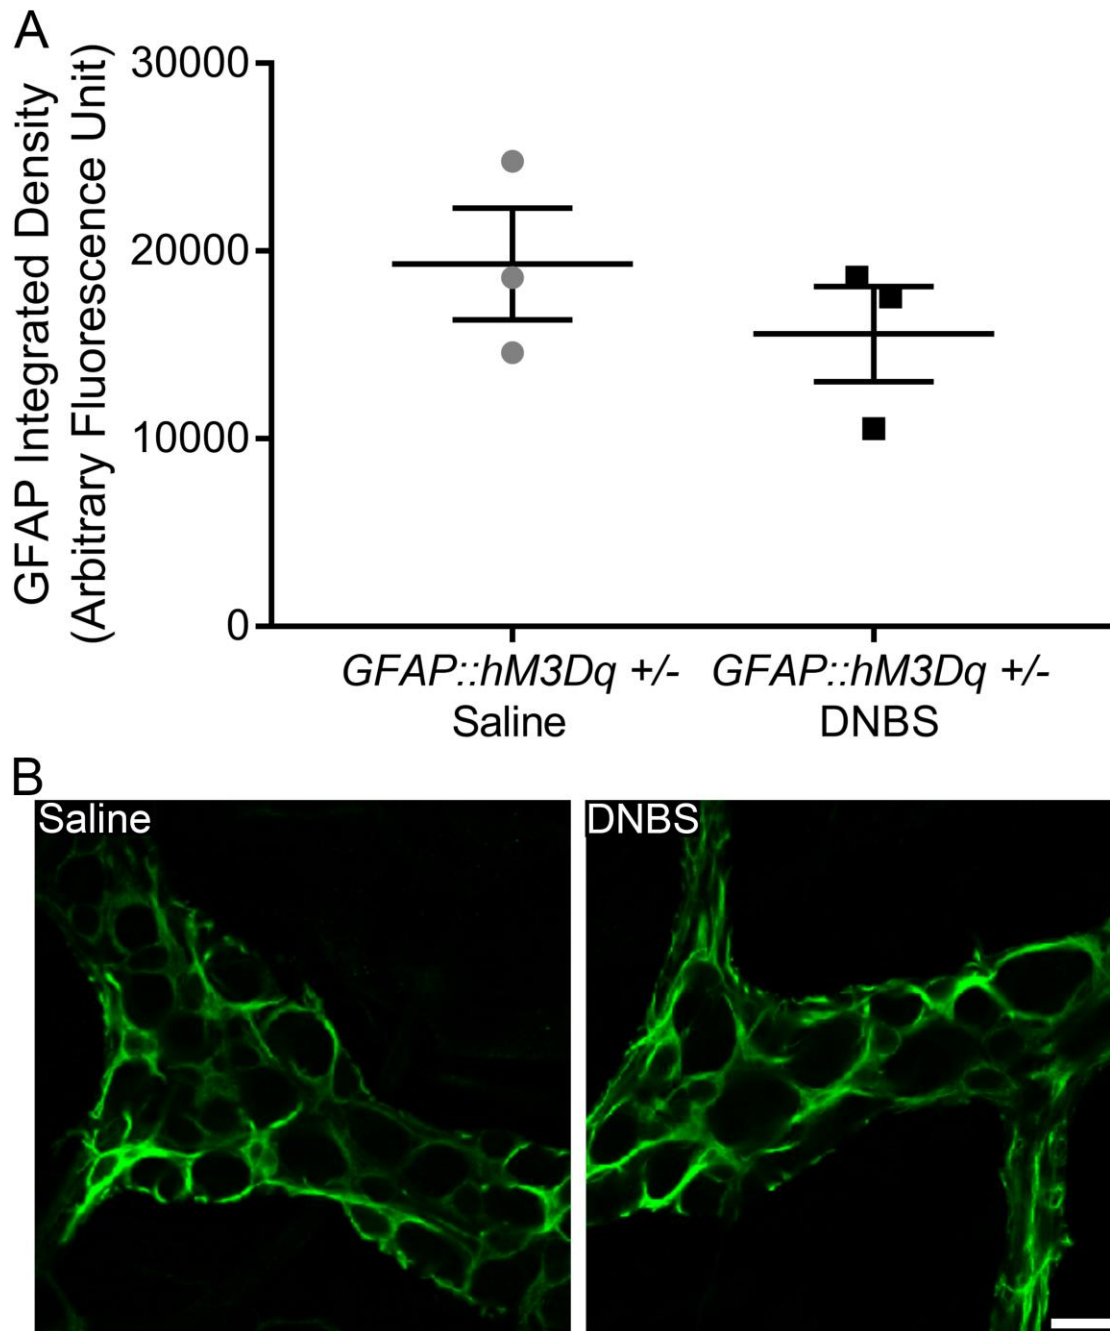 A
GFAP Integrated Density
(Arbitrary Fluorescence Unit)
30000
20000
10000
0
GFAP::hM3Dq +/- GFAP::hM3Dq +/-
Saline DNBS
B
Saline DNBS